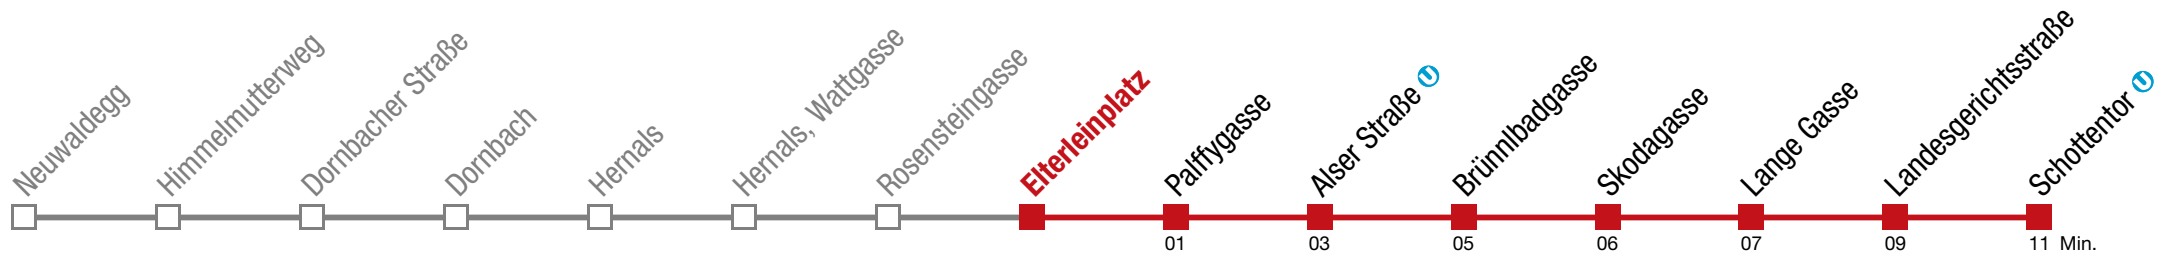 Neuwaldegg
Himmelmutterweg
Dornbacher Straße
Dornbach
Hernals
Hernals, Wattgasse
Rosensteingasse
Elterleinplatz
Palffygasse
Alser Straße U
Brünnlbadgasse
Skodagasse
Lange Gasse
Landesgerichtsstraße
Schottentor U
01 03 05 06 07 09 11 Min.